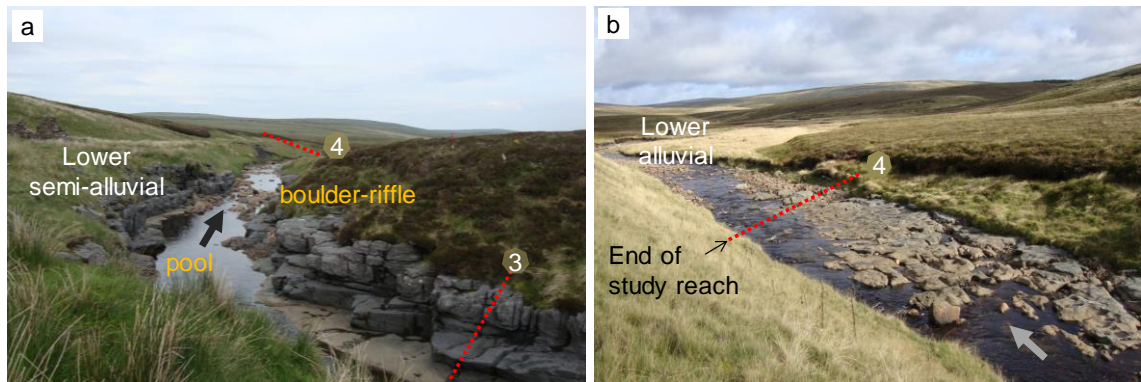 a
Lower
semi-alluvial
4
boulder-riffle
pool
3
b
Lower
alluvial
4
End of
study reach